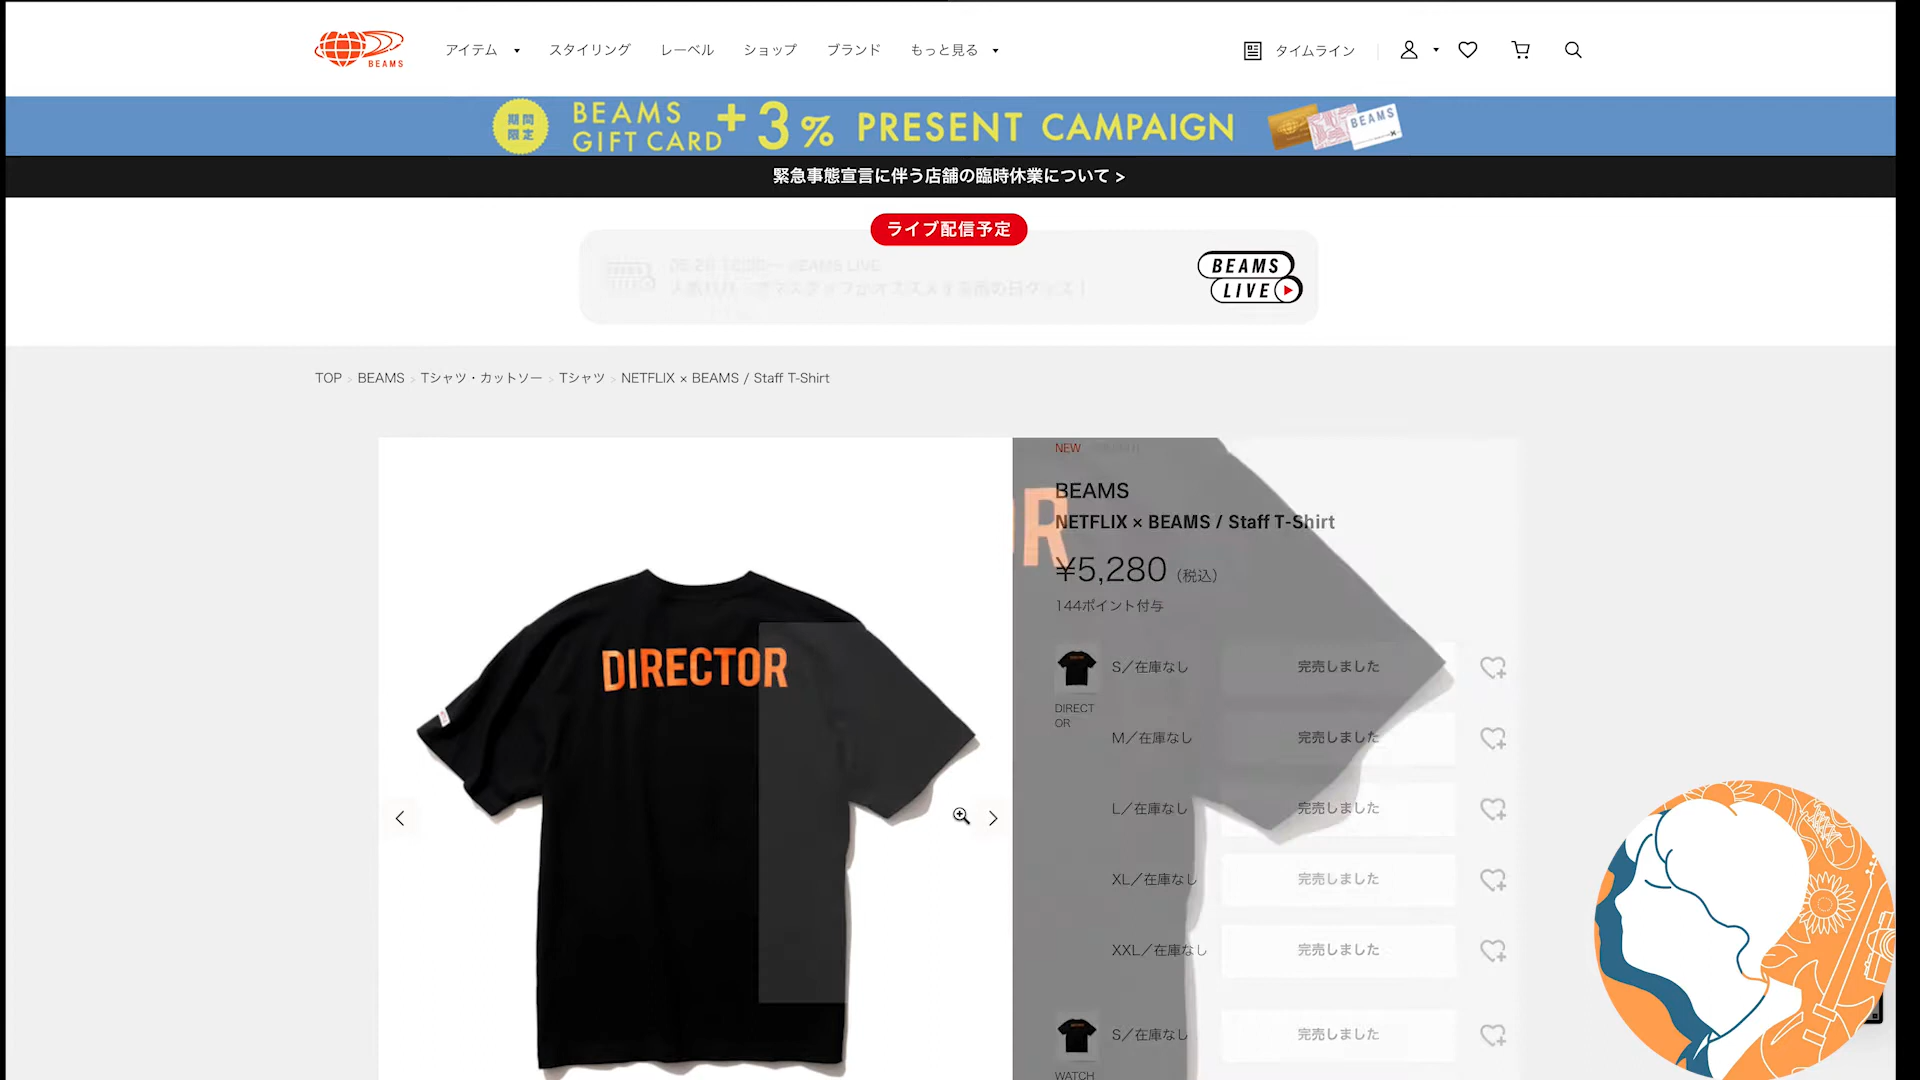 BEAMS
アイテム
スタイリング
レーベル
ショップ
ブランド
もっと見る
タイムライン
期間
限定
BEAMS
GIFT CARD
+3% PRESENT CAMPAIGN
BEAMS
緊急事態宣言に伴う店舗の臨時休業について >
ライブ配信予定
BEAMS LIVE
BEAMS
LIVE
TOP > BEAMS > Tシャツ・カットソー > Tシャツ > NETFLIX × BEAMS / Staff T-Shirt
DIRECTOR
OR
NEW
BEAMS
NETFLIX × BEAMS / Staff T-Shirt
¥5,280 (税込)
144ポイント付与
DIRECT
OR
S／在庫なし 完売しました
M／在庫なし 完売しました
L／在庫なし 完売しました
XL／在庫なし 完売しました
XXL／在庫なし 完売しました
S／在庫なし 完売しました
WATCH